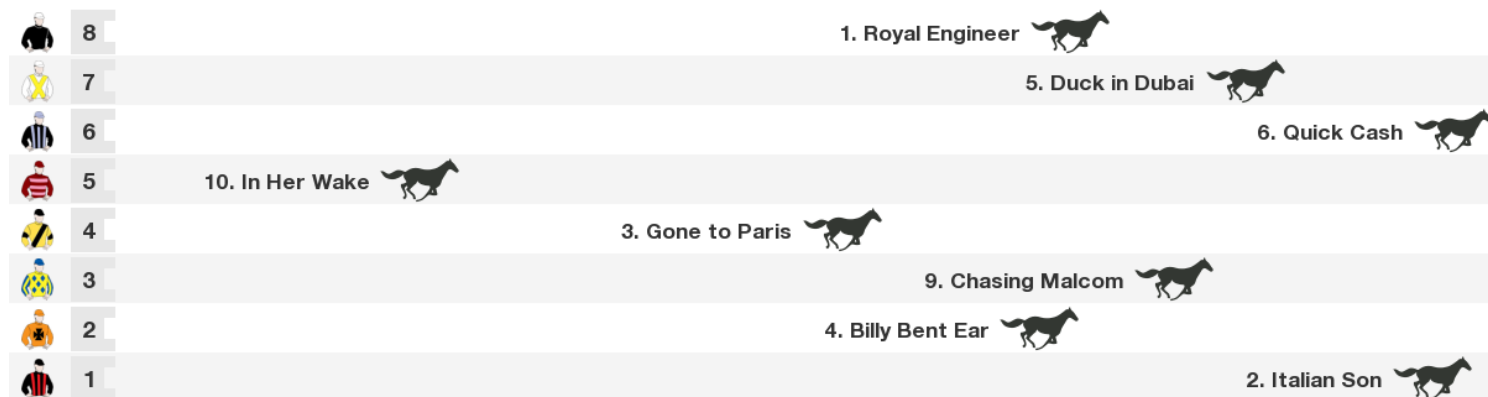 8 1. Royal Engineer
7 5. Duck in Dubai
6 6. Quick Cash
5 10. In Her Wake
4 3. Gone to Paris
3 9. Chasing Malcom
2 4. Billy Bent Ear
1 2. Italian Son